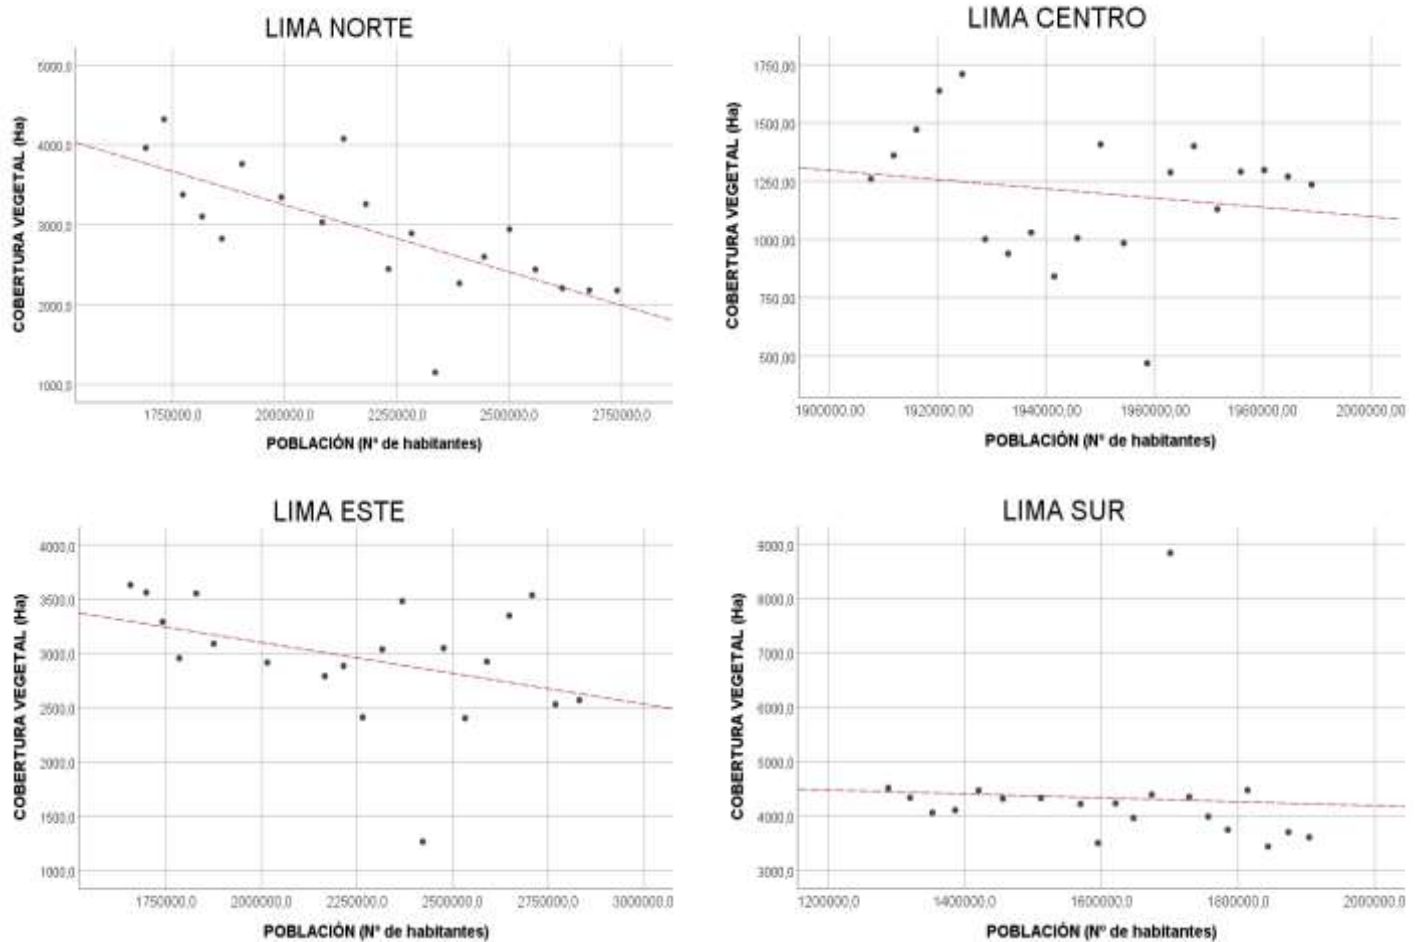 LIMA NORTE
COBERTURA VEGETAL (Ha)
5000,0
4000,0
3000,0
2000,0
1000,0
1750000,0 2000000,0 2250000,0 2500000,0 2750000,0
POBLACIÓN (N° de habitantes)
LIMA CENTRO
COBERTURA VEGETAL (Ha)
1750,00
1500,00
1250,00
1000,00
750,00
500,00
1900000,00 1920000,00 1940000,00 1960000,00 1980000,00 2000000,00
POBLACIÓN (N° de habitantes)
LIMA ESTE
COBERTURA VEGETAL (Ha)
4000,0
3500,0
3000,0
2500,0
2000,0
1500,0
1000,0
1750000,0 2000000,0 2250000,0 2500000,0 2750000,0 3000000,0
POBLACIÓN (N° de habitantes)
LIMA SUR
COBERTURA VEGETAL (Ha)
9000,0
8000,0
7000,0
6000,0
5000,0
4000,0
3000,0
1200000,0 1400000,0 1600000,0 1800000,0 2000000,0
POBLACIÓN (N° de habitantes)